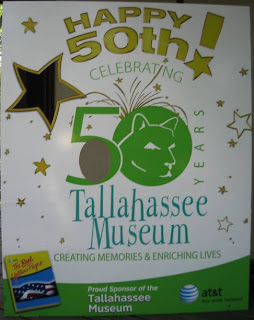 HAPPY
50th!
CELEBRATING
50
YEARS
Tallahassee
Museum
CREATING MEMORIES & ENRICHING LIVES
Proud Sponsor of the
Tallahassee
Museum
at&t